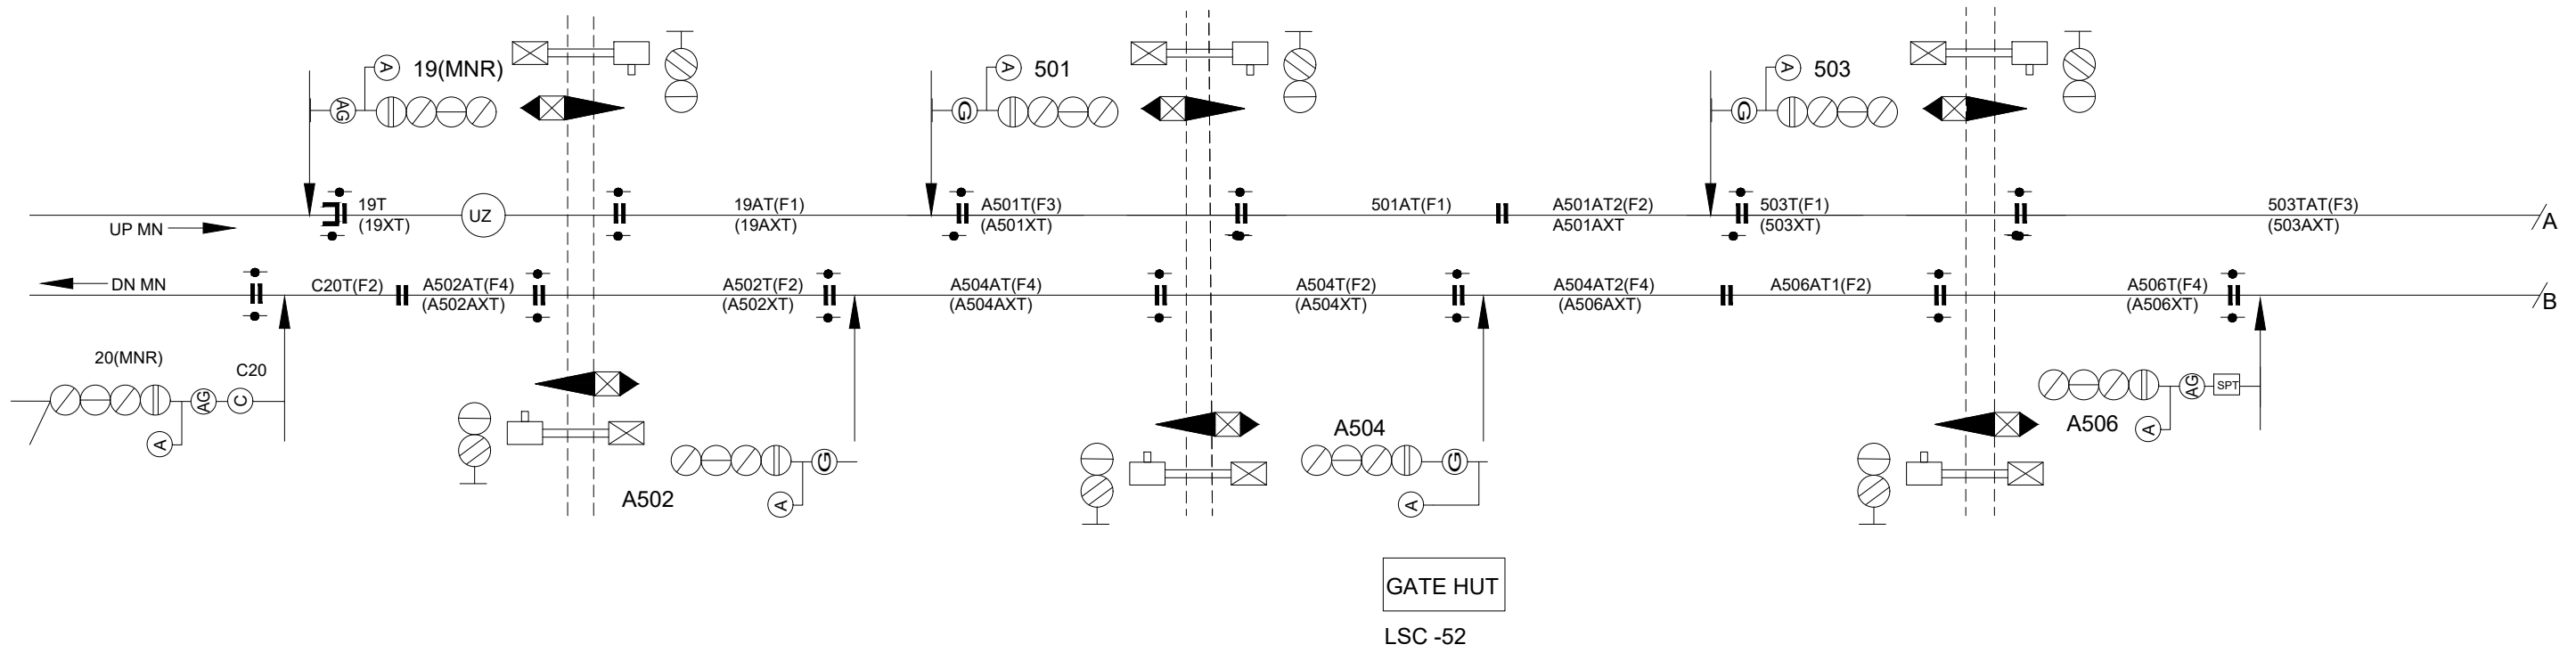 19(MNR)
A
AG
501
A
G
503
A
G
19T
(19XT)
UZ
19AT(F1)
(19AXT)
A501T(F3)
(A501XT)
501AT(F1)
A501AT2(F2)
A501AXT
503T(F1)
(503XT)
503TAT(F3)
(503AXT)
A
UP MN
DN MN
C20T(F2)
A502AT(F4)
(A502AXT)
A502T(F2)
(A502XT)
A504AT(F4)
(A504AXT)
A504T(F2)
(A504XT)
A504AT2(F4)
(A506AXT)
A506AT1(F2)
A506T(F4)
(A506XT)
B
20(MNR)
C20
AG
C
A
A502
G
A
A504
G
A
A506
AG
SPT
A
GATE HUT
LSC -52